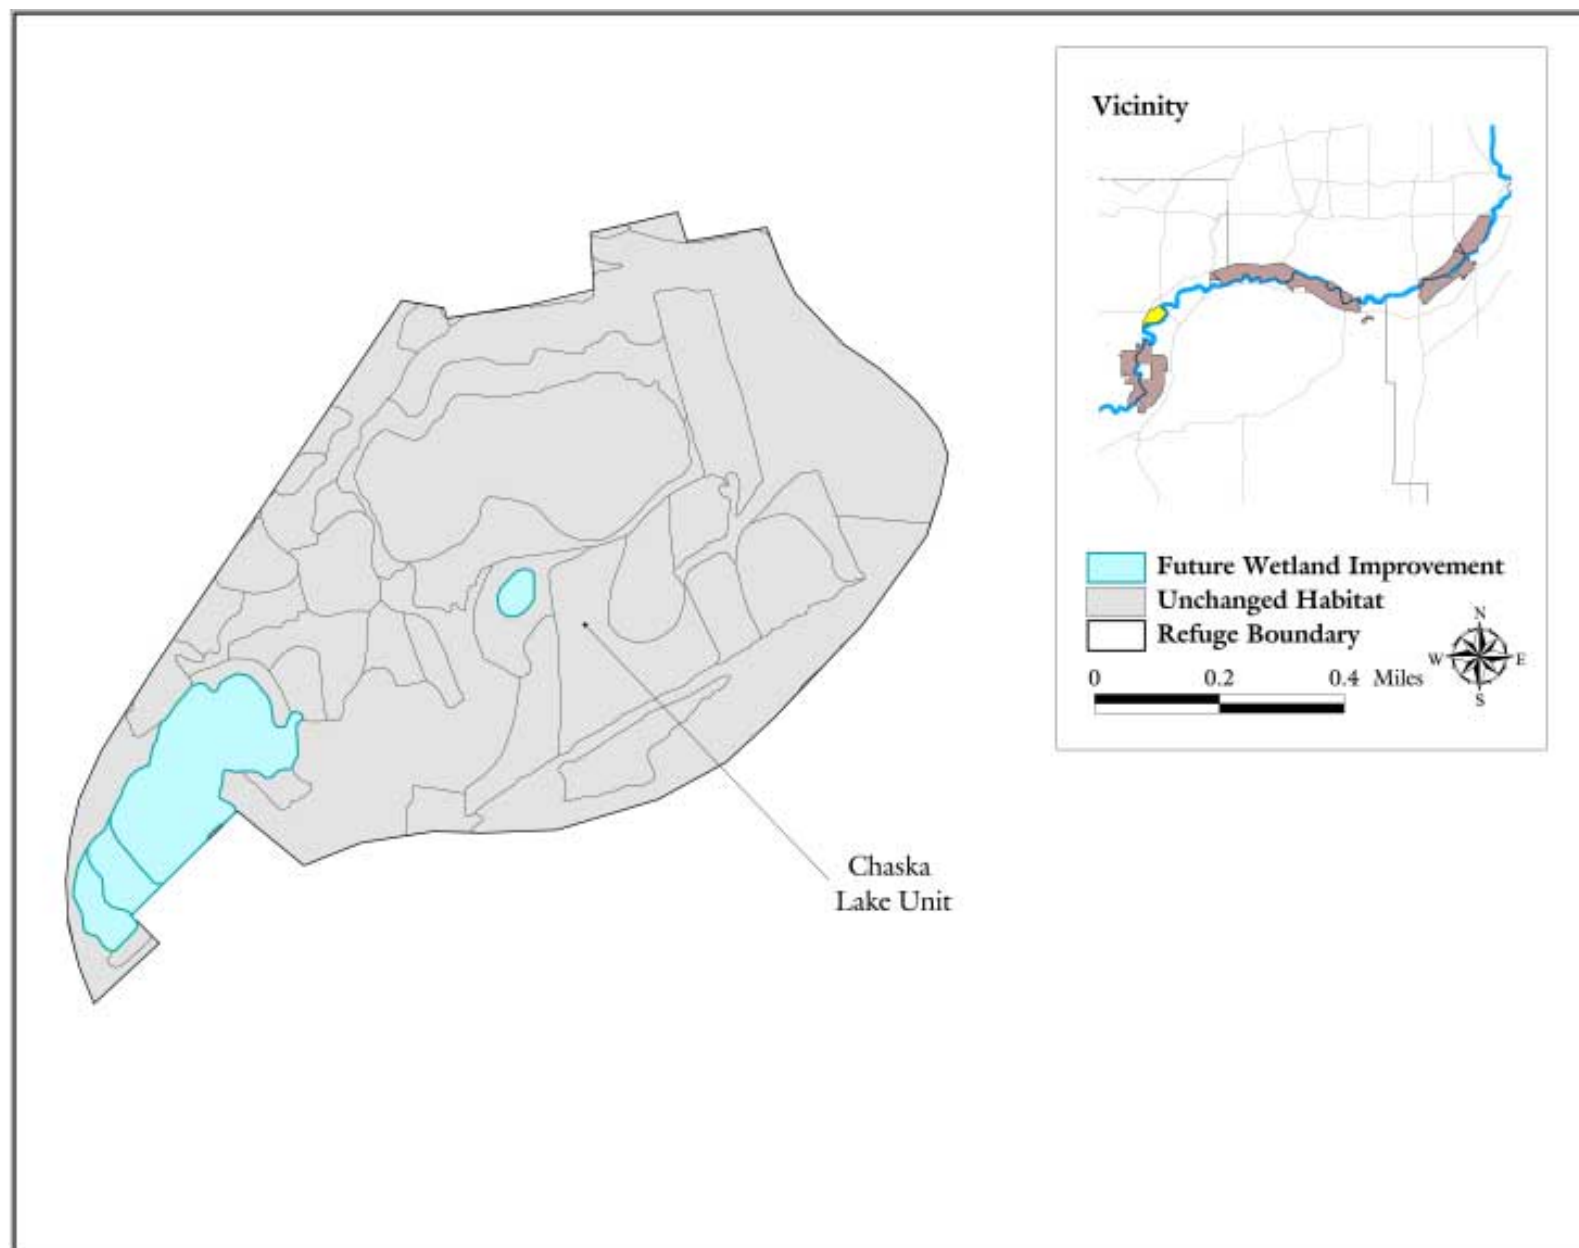 Vicinity
Future Wetland Improvement
Unchanged Habitat
Refuge Boundary
N
W E
S
0 0.2 0.4 Miles
Chaska
Lake Unit